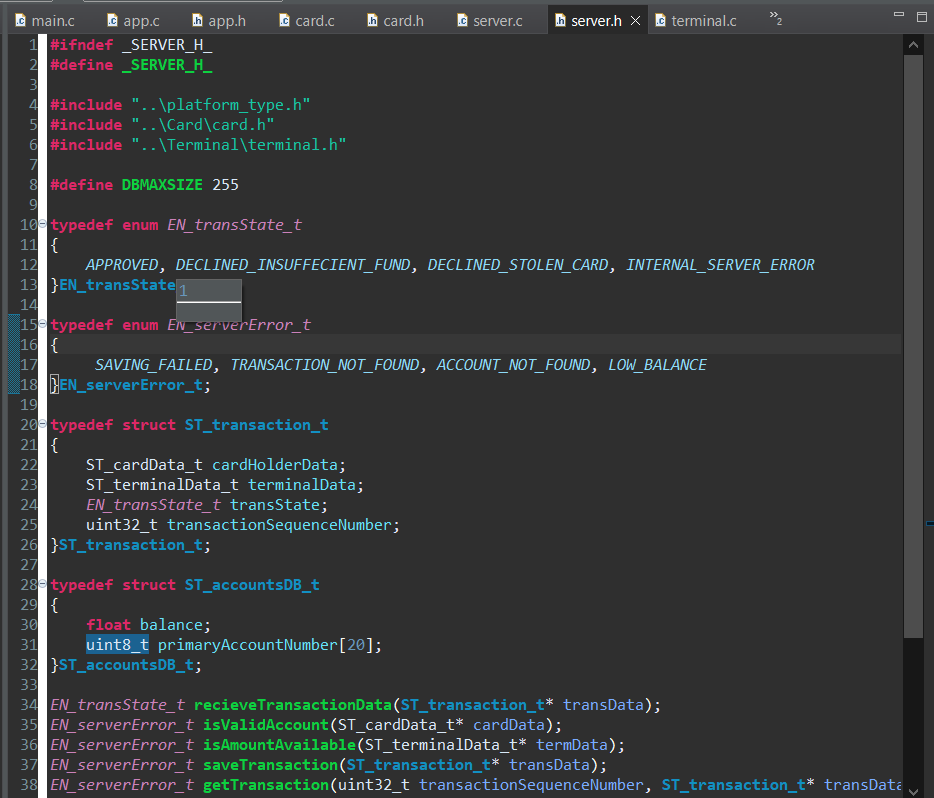 main.c app.c app.h card.c card.h server.c server.h terminal.c »2
1 #ifndef _SERVER_H_
2 #define _SERVER_H_
3
4 #include "..\platform_type.h"
5 #include "..\Card\card.h"
6 #include "..\Terminal\terminal.h"
7
8 #define DBMAXSIZE 255
9
10 typedef enum EN_transState_t
11 {
12 APPROVED, DECLINED_INSUFFECIENT_FUND, DECLINED_STOLEN_CARD, INTERNAL_SERVER_ERROR
13 }EN_transState
1
14
15 typedef enum EN_serverError_t
16 {
17 SAVING_FAILED, TRANSACTION_NOT_FOUND, ACCOUNT_NOT_FOUND, LOW_BALANCE
18 }EN_serverError_t;
19
20 typedef struct ST_transaction_t
21 {
22 ST_cardData_t cardHolderData;
23 ST_terminalData_t terminalData;
24 EN_transState_t transState;
25 uint32_t transactionSequenceNumber;
26 }ST_transaction_t;
27
28 typedef struct ST_accountsDB_t
29 {
30 float balance;
31 uint8_t primaryAccountNumber[20];
32 }ST_accountsDB_t;
33
34 EN_transState_t recieveTransactionData(ST_transaction_t* transData);
35 EN_serverError_t isValidAccount(ST_cardData_t* cardData);
36 EN_serverError_t isAmountAvailable(ST_terminalData_t* termData);
37 EN_serverError_t saveTransaction(ST_transaction_t* transData);
38 EN_serverError_t getTransaction(uint32_t transactionSequenceNumber, ST_transaction_t* transData